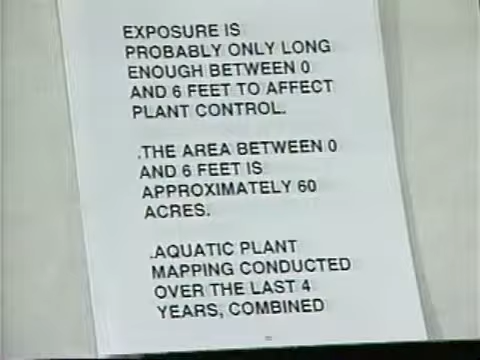 EXPOSURE IS
PROBABLY ONLY LONG
ENOUGH BETWEEN 0
AND 6 FEET TO AFFECT
PLANT CONTROL.
.THE AREA BETWEEN 0
AND 6 FEET IS
APPROXIMATELY 60
ACRES.
.AQUATIC PLANT
MAPPING CONDUCTED
OVER THE LAST 4
YEARS, COMBINED